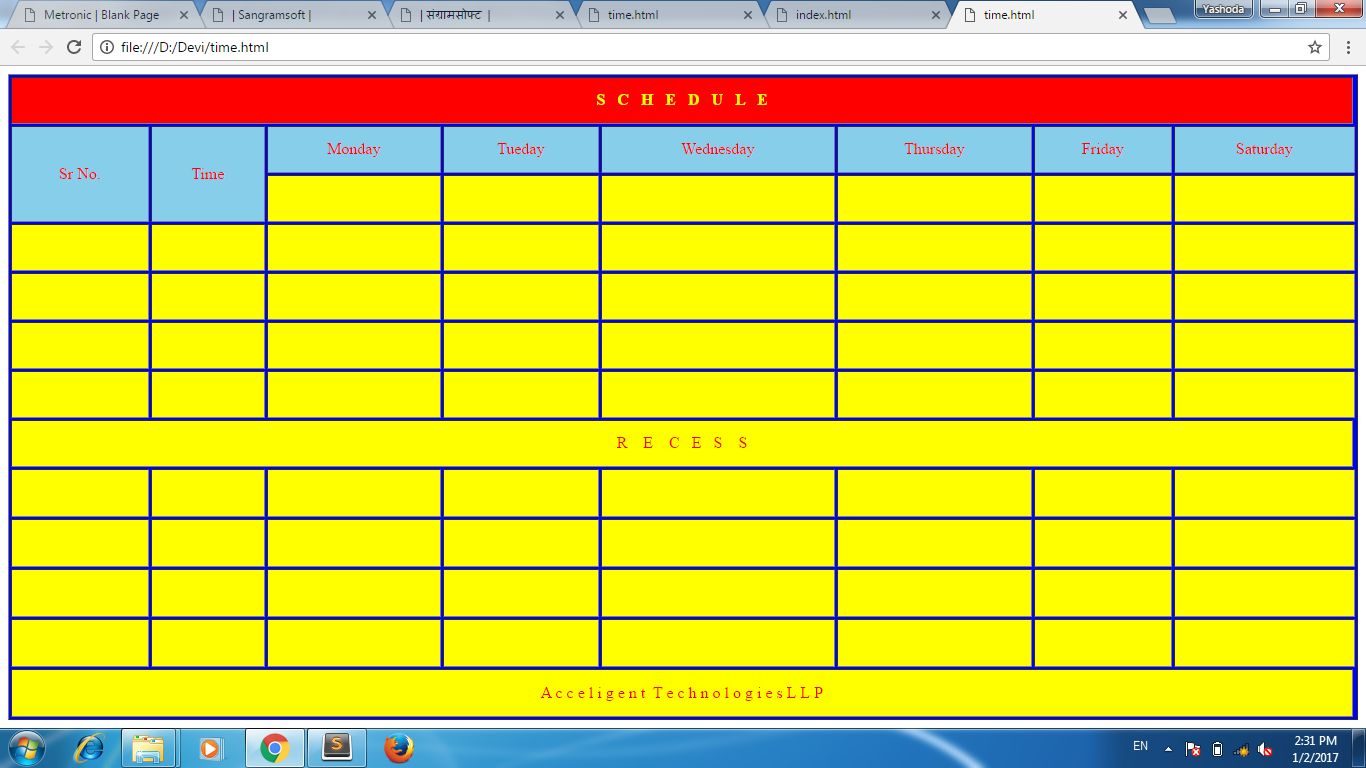 Metronic | Blank Page
| Sangramsoft |
| संग्रामसोफ्ट |
time.html
index.html
time.html
Yashoda
file:///D:/Devi/time.html
S C H E D U L E
Sr No.
Time
Monday
Tueday
Wednesday
Thursday
Friday
Saturday
R E C E S S
A c c e l i g e n t T e c h n o l o g i e s L L P
EN
2:31 PM
1/2/2017